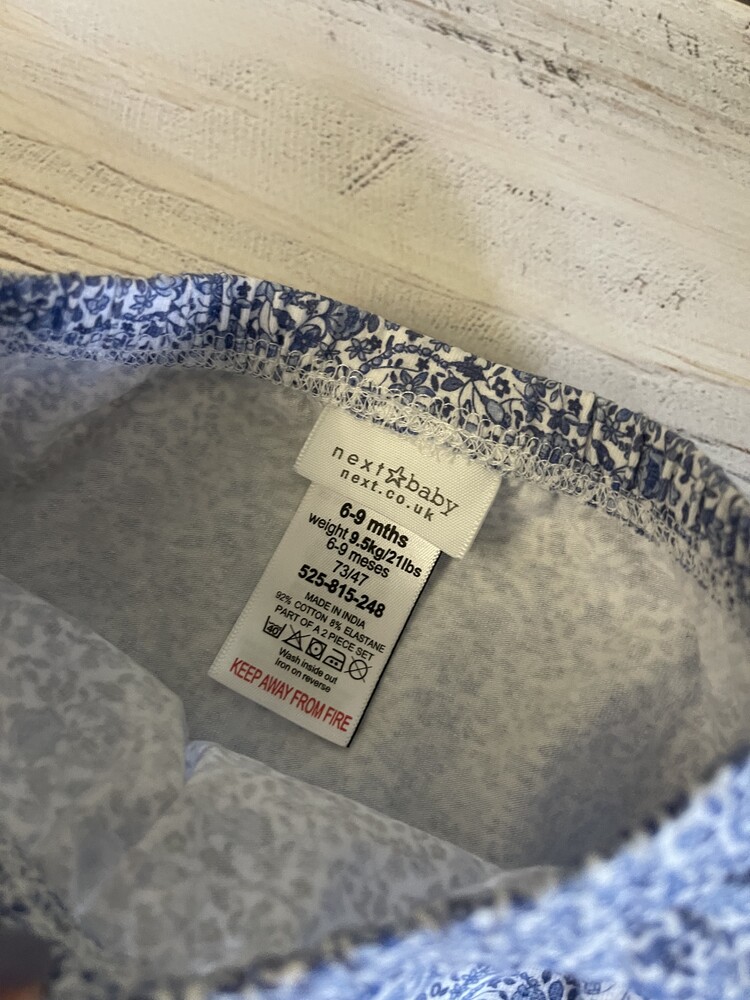 next☆baby
next.co.uk
6-9 mths
weight 9.5kg/21lbs
6-9 meses
73/47
525-815-248
MADE IN INDIA
92% COTTON 8% ELASTANE
PART OF A 2 PIECE SET
40
Wash inside out
Iron on reverse
KEEP AWAY FROM FIRE